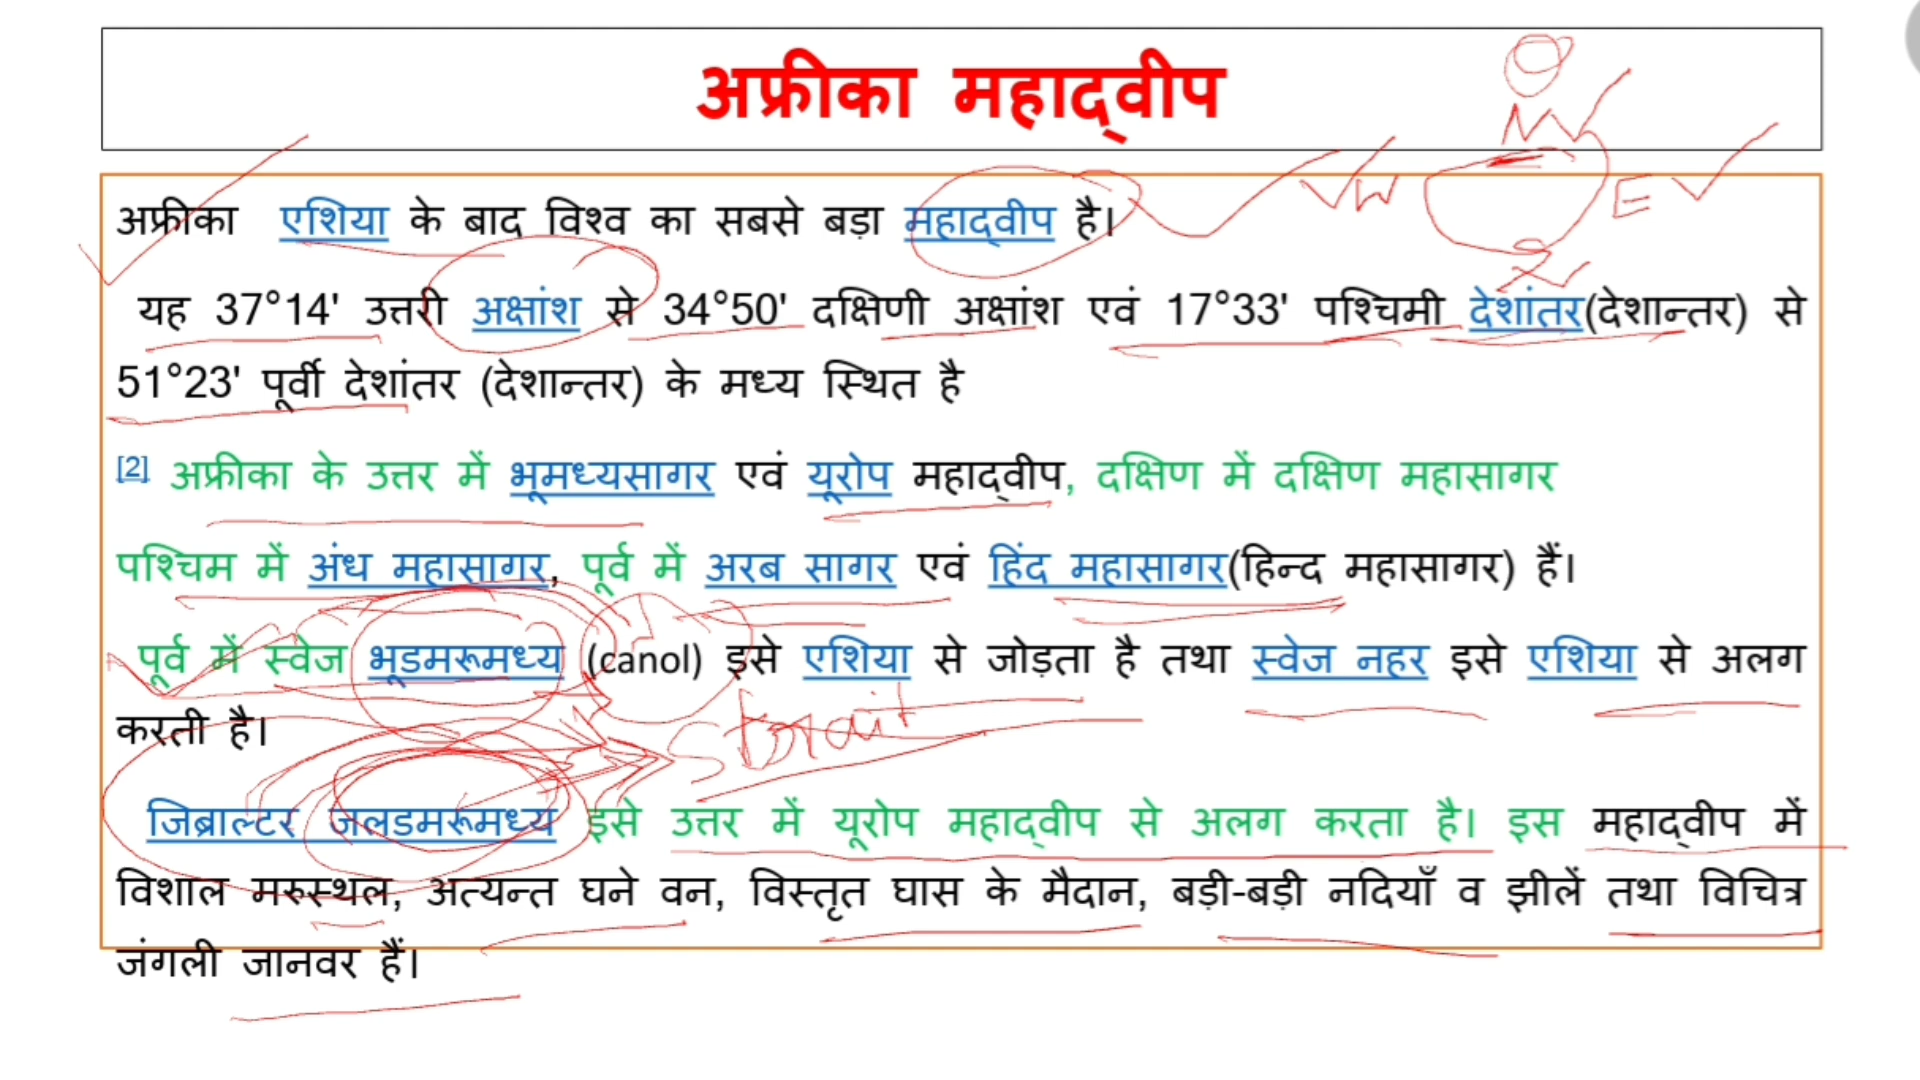 अफ्रीका महाद्वीप
अफ्रीका एशिया के बाद विश्व का सबसे बड़ा महाद्वीप है।
यह 37°14' उत्तरी अक्षांश से 34°50' दक्षिणी अक्षांश एवं 17°33' पश्चिमी देशांतर(देशान्तर) से
51°23' पूर्वी देशांतर (देशान्तर) के मध्य स्थित है
[2] अफ्रीका के उत्तर में भूमध्यसागर एवं यूरोप महाद्वीप, दक्षिण में दक्षिण महासागर
पश्चिम में अंध महासागर, पूर्व में अरब सागर एवं हिंद महासागर(हिन्द महासागर) हैं।
पूर्व में स्वेज भूडमरूमध्य (canol) इसे एशिया से जोड़ता है तथा स्वेज नहर इसे एशिया से अलग
करती है।
strait
जिब्राल्टर जलडमरूमध्य इसे उत्तर में यूरोप महाद्वीप से अलग करता है। इस महाद्वीप में
विशाल मरुस्थल, अत्यन्त घने वन, विस्तृत घास के मैदान, बड़ी-बड़ी नदियाँ व झीलें तथा विचित्र
जंगली जानवर हैं।
N
W E